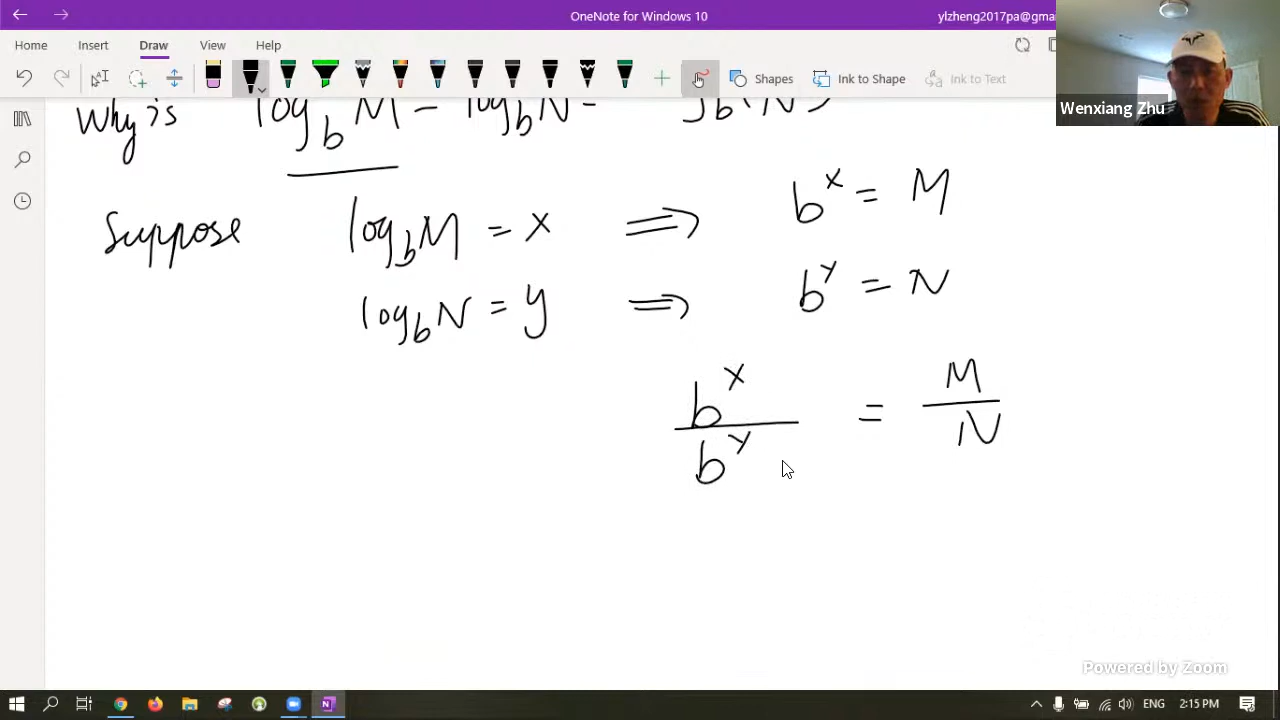 OneNote for Windows 10
ylzheng2017pa@gma
Home Insert Draw View Help
Shapes Ink to Shape Ink to Text
Wenxiang Zhu
Why is log_b M - log_b N =
Suppose log_b M = x ⟹ b^x = M
log_b N = y ⟹ b^y = N
b^x / b^y = M / N
Powered by Zoom
ENG 2:15 PM